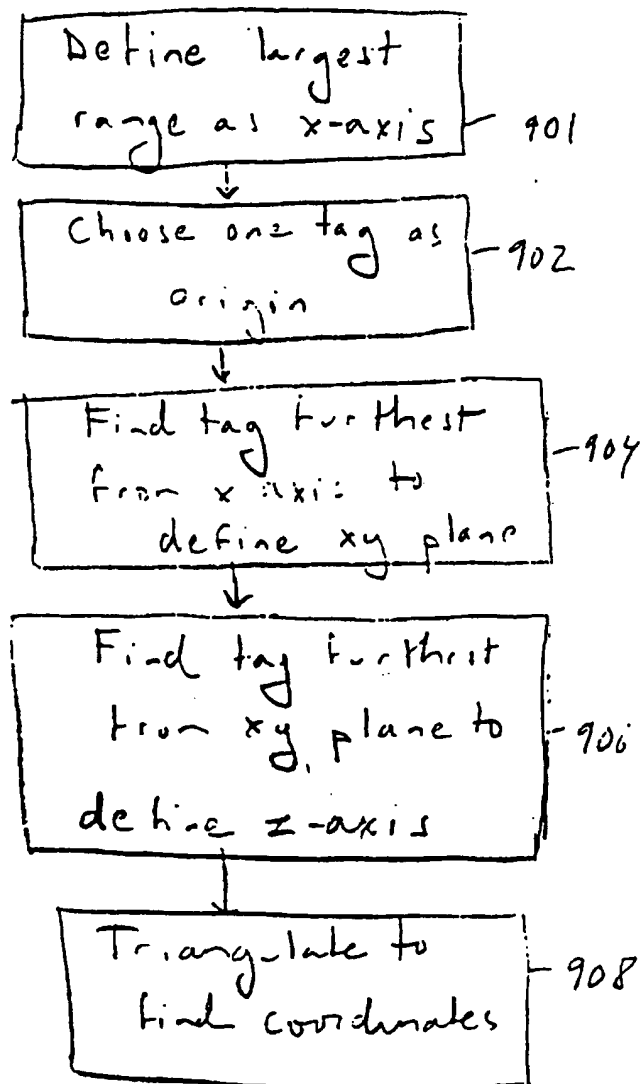 Define largest
range as x-axis
901
Choose one tag as
origin
902
Find tag furthest
from x axis to
define xy plane
904
Find tag furthest
from xy plane to
define z-axis
906
Triangulate to
find coordinates
908